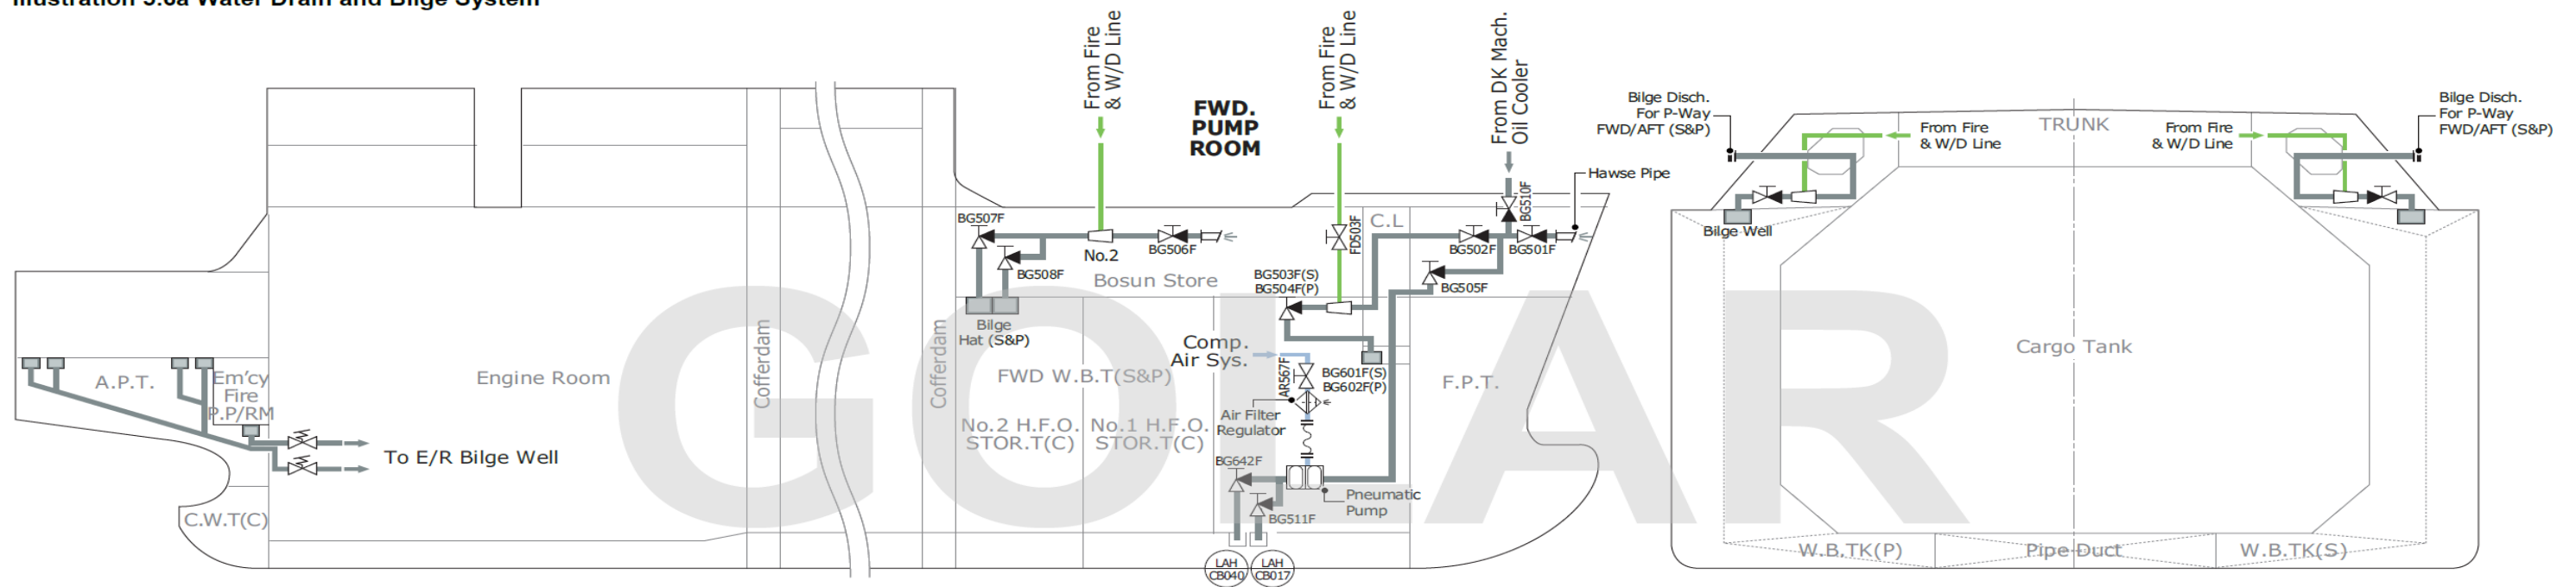 Illustration 5.6a Water Drain and Bilge System
From Fire
& W/D Line
FWD.
PUMP
ROOM
From Fire
& W/D Line
From DK Mach.
Oil Cooler
Hawse Pipe
BG510F
C.L
FD503F
BG502F
BG501F
BG505F
BG507F
BG508F
No.2
BG506F
Bosun Store
BG503F(S)
BG504F(P)
Bilge
Hat (S&P)
Comp.
Air Sys.
AR567F
BG601F(S)
BG602F(P)
Air Filter
Regulator
FWD W.B.T(S&P)
No.2 H.F.O.
STOR.T(C)
No.1 H.F.O.
STOR.T(C)
F.P.T.
BG642F
BG511F
Pneumatic
Pump
LAH
CB040
LAH
CB017
Cofferdam
Cofferdam
Engine Room
A.P.T.
Em'cy
Fire
P.P/RM
To E/R Bilge Well
C.W.T(C)
GOLAR
Bilge Disch.
For P-Way
FWD/AFT (S&P)
From Fire
& W/D Line
TRUNK
From Fire
& W/D Line
Bilge Disch.
For P-Way
FWD/AFT (S&P)
Bilge Well
Cargo Tank
W.B.TK(P)
Pipe Duct
W.B.TK(S)